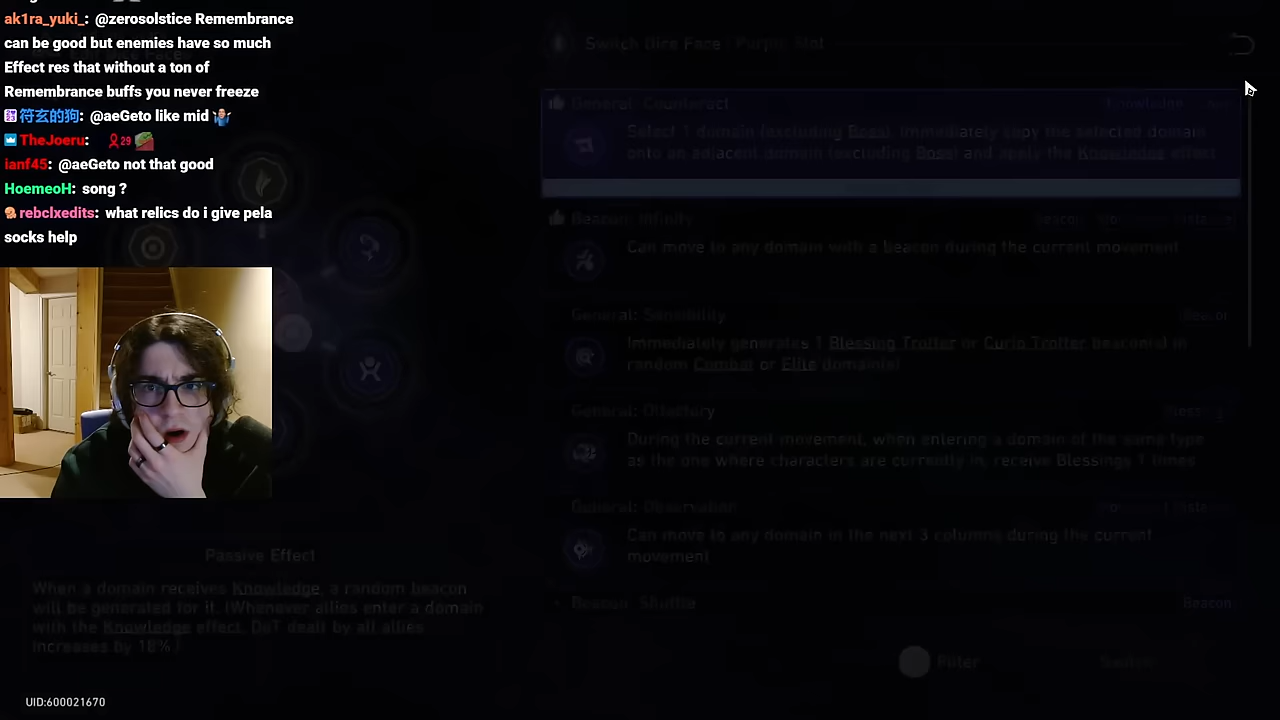 ak1ra_yuki_: @zerosolstice Remembrance
can be good but enemies have so much
Effect res that without a ton of
Remembrance buffs you never freeze
符玄的狗: @aeGeto like mid
TheJoeru: 29
ianf45: @aeGeto not that good
HoemeoH: song ?
rebclxedits: what relics do i give pela
socks help
Switch Dice Face
General: Counteract
Select 1 domain (excluding Boss). Immediately copy the selected domain
onto an adjacent domain (excluding Boss) and apply the Knowledge effect
Beacon: Infinity
Can move to any domain with a beacon during the current movement
General: Sensibility
Beacon
Immediately generates 1 Blessing Trotter or Curio Trotter beacon(s) in
random Combat or Elite domain(s)
General: Olfactory
Blessing
During the current movement, when entering a domain of the same type
as the one where characters are currently in, receive Blessings 1 times
General: Observation
Can move to any domain in the next 3 columns during the current
movement
Beacon: Shuttle
Beacon
Passive Effect
When a domain receives Knowledge, a random beacon
will be generated for it. (Whenever allies enter a domain
with the Knowledge effect, DoT dealt by all allies
increases by 18%.)
Filter
Switch
UID:600021670